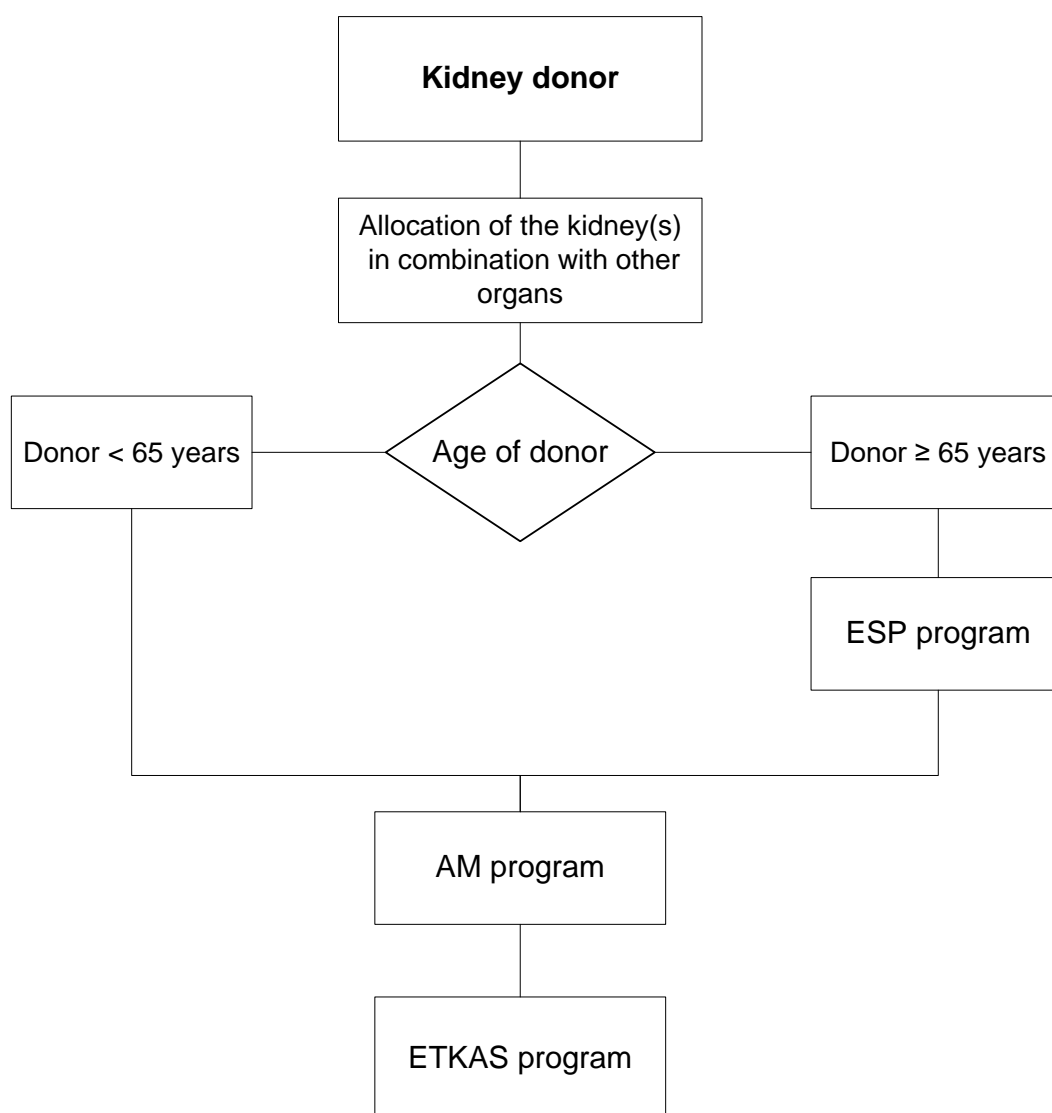 Kidney donor
Allocation of the kidney(s)
in combination with other
organs
Donor < 65 years
Age of donor
Donor ≥ 65 years
ESP program
AM program
ETKAS program